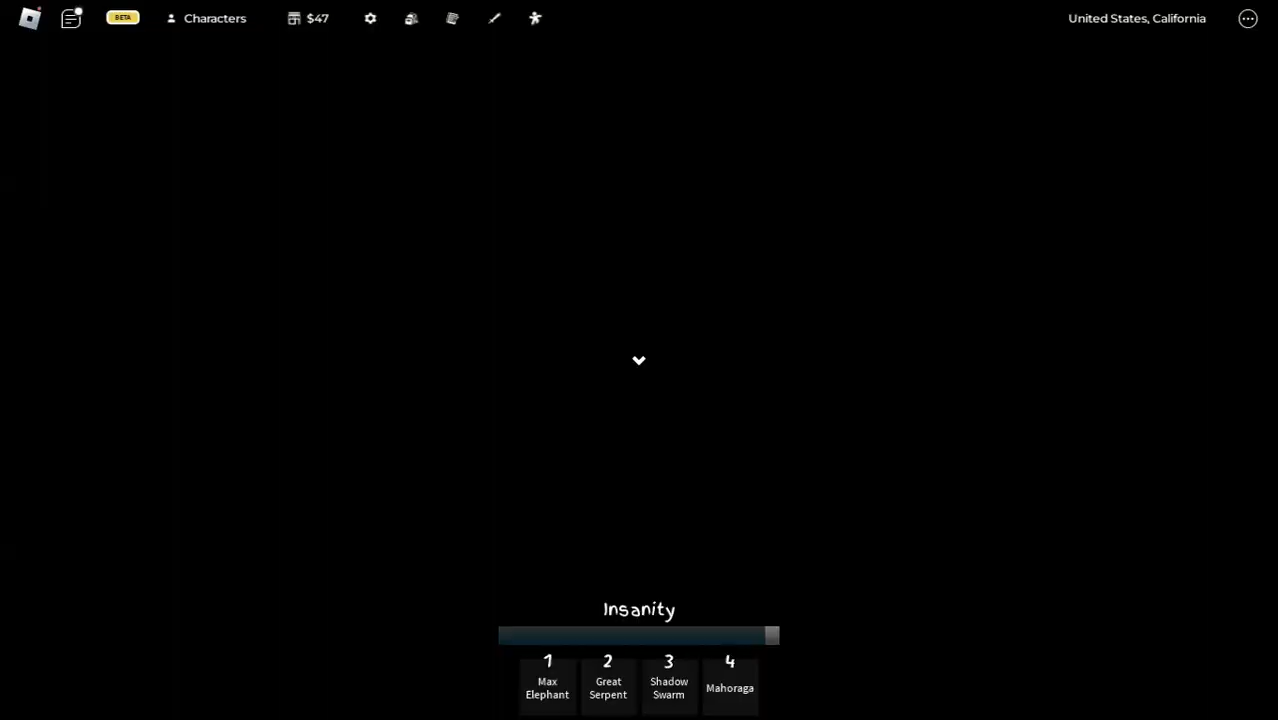 BETA Characters $47 United States, California
Insanity
1 2 3 4
Max Great Shadow Mahoraga
Elephant Serpent Swarm